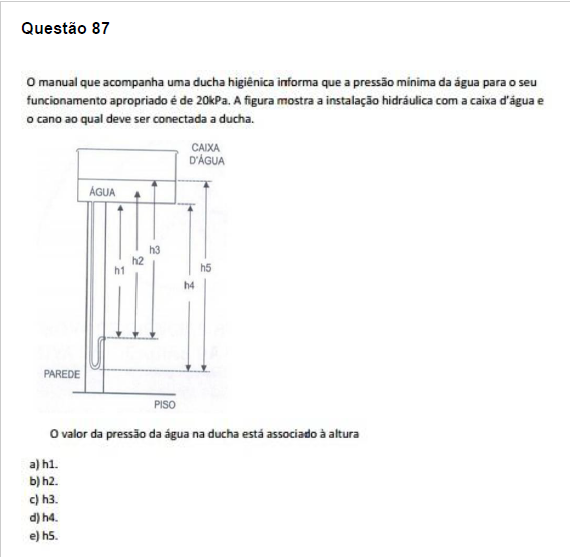 Questão 87
O manual que acompanha uma ducha higiênica informa que a pressão mínima da água para o seu
funcionamento apropriado é de 20kPa. A figura mostra a instalação hidráulica com a caixa d'água e
o cano ao qual deve ser conectada a ducha.
CAIXA
D'ÁGUA
ÁGUA
h3
h2
h1
h5
h4
PAREDE
PISO
O valor da pressão da água na ducha está associado à altura
a) h1.
b) h2.
c) h3.
d) h4.
e) h5.